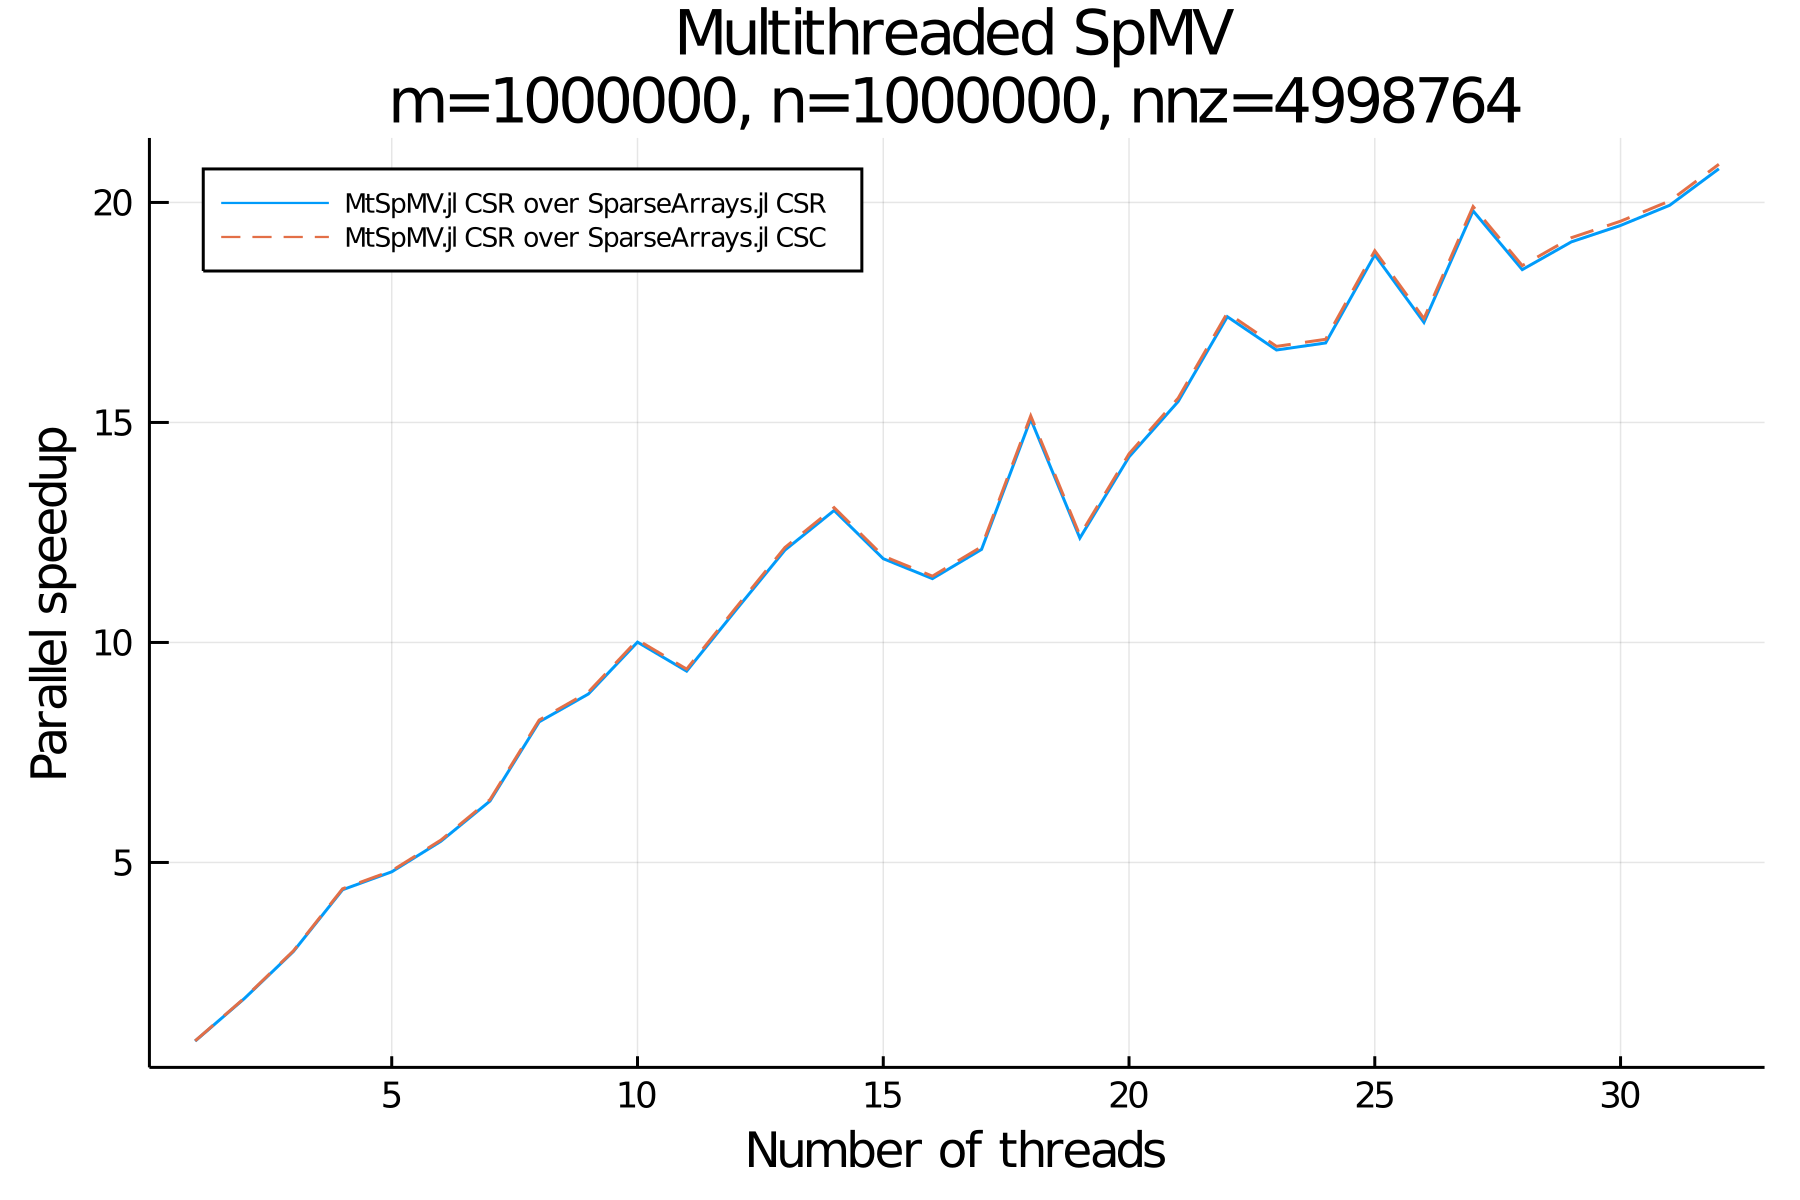 Multithreaded SpMV
m=1000000, n=1000000, nnz=4998764
MtSpMV.jl CSR over SparseArrays.jl CSR
MtSpMV.jl CSR over SparseArrays.jl CSC
20
15
10
5
Parallel speedup
5 10 15 20 25 30
Number of threads